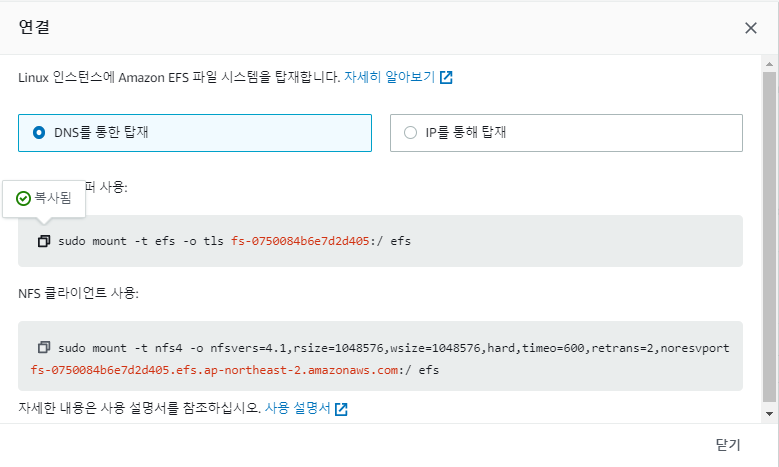 연결
Linux 인스턴스에 Amazon EFS 파일 시스템을 탑재합니다. 자세히 알아보기
DNS를 통한 탑재
IP를 통해 탑재
복사됨
퍼 사용:
sudo mount -t efs -o tls fs-0750084b6e7d2d405:/ efs
NFS 클라이언트 사용:
sudo mount -t nfs4 -o nfsvers=4.1,rsize=1048576,wsize=1048576,hard,timeo=600,retrans=2,noresvport
fs-0750084b6e7d2d405.efs.ap-northeast-2.amazonaws.com:/ efs
자세한 내용은 사용 설명서를 참조하십시오. 사용 설명서
닫기